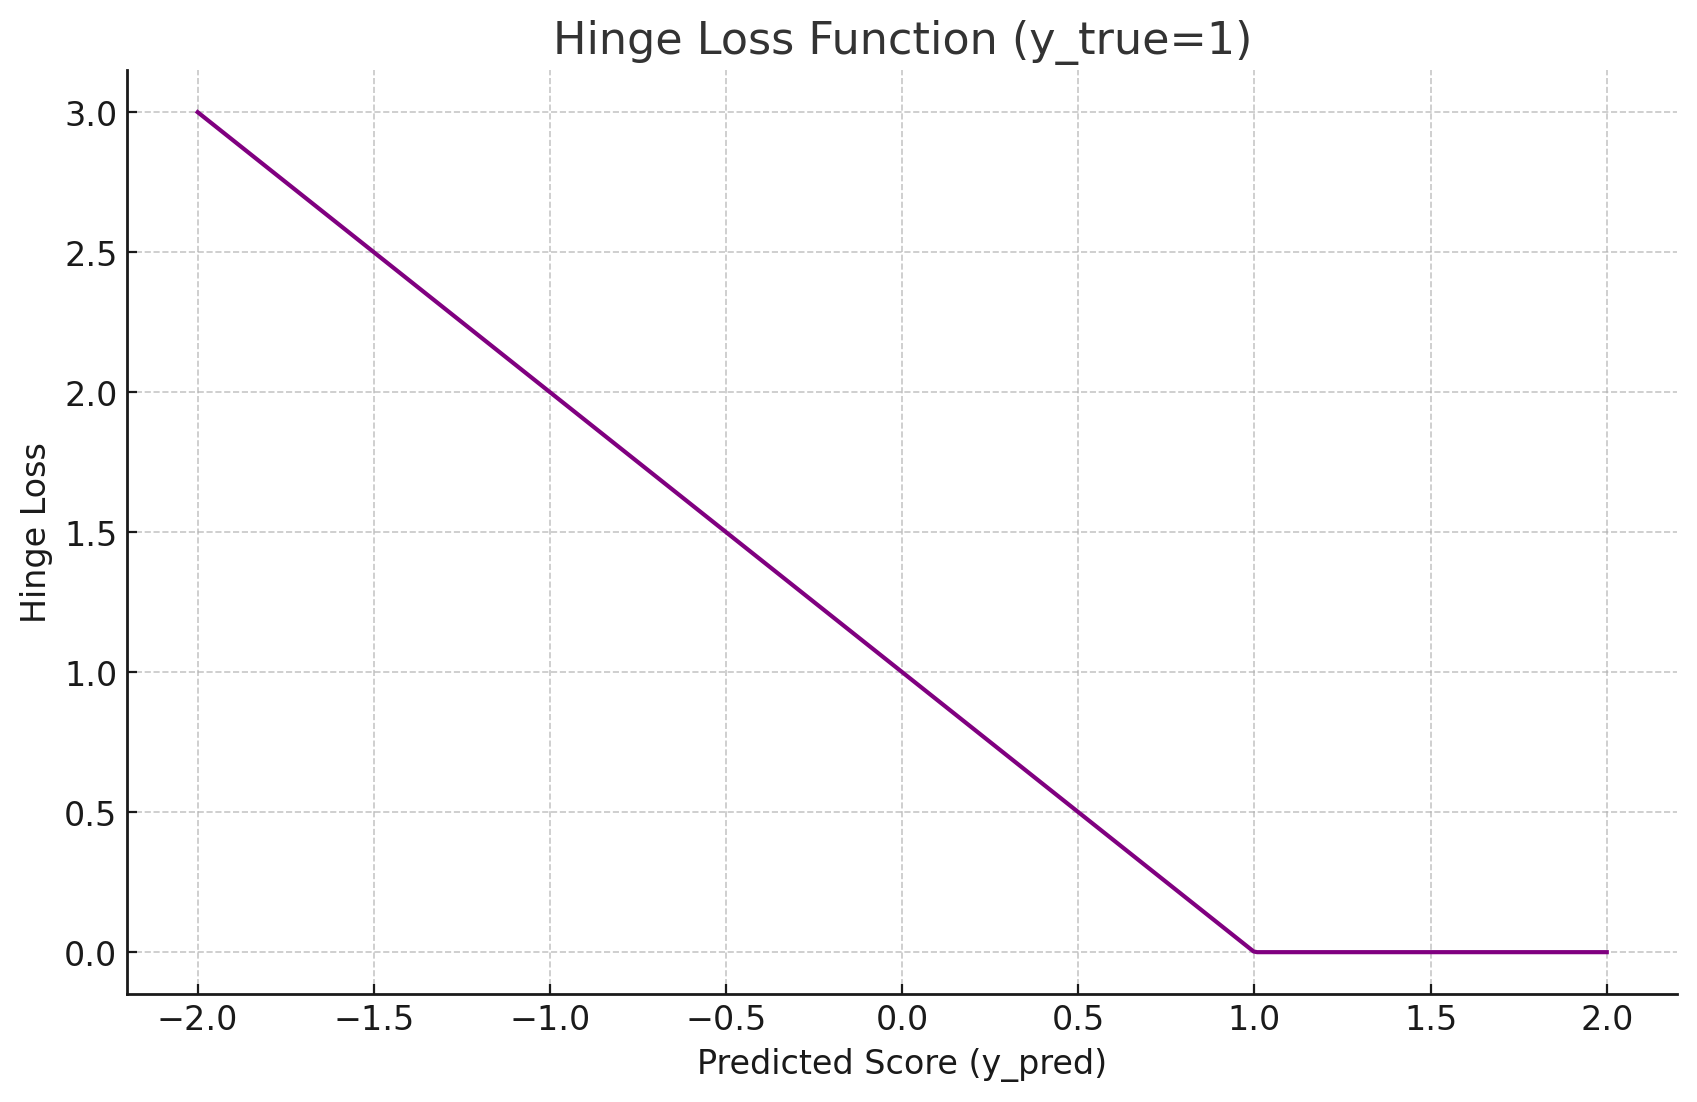 Hinge Loss Function (y_true=1)
3.0
2.5
2.0
1.5
1.0
0.5
0.0
Hinge Loss
−2.0 −1.5 −1.0 −0.5 0.0 0.5 1.0 1.5 2.0
Predicted Score (y_pred)